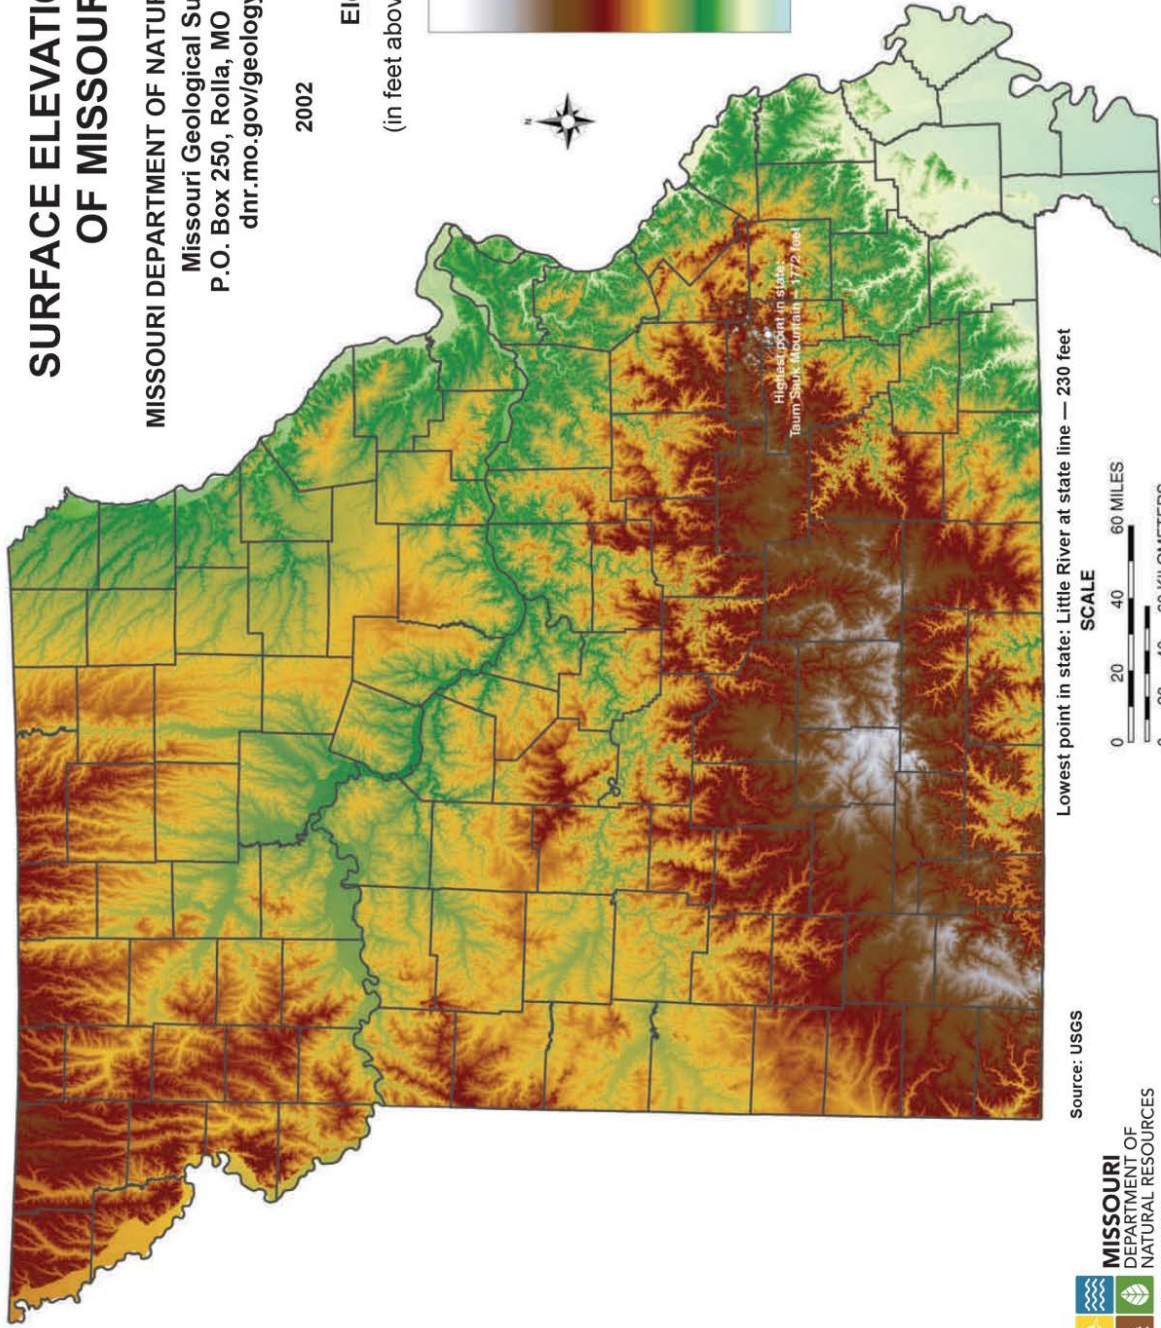 SURFACE ELEVATIO
OF MISSOUR
MISSOURI DEPARTMENT OF NATUR
Missouri Geological Su
P.O. Box 250, Rolla, MO
dnr.mo.gov/geology
2002
Ele
(in feet abov
N
Highest point in state:
Taum Sauk Mountain — 1772 feet
Lowest point in state: Little River at state line — 230 feet
SCALE
0 20 40 60 MILES
Source: USGS
MISSOURI
DEPARTMENT OF
NATURAL RESOURCES